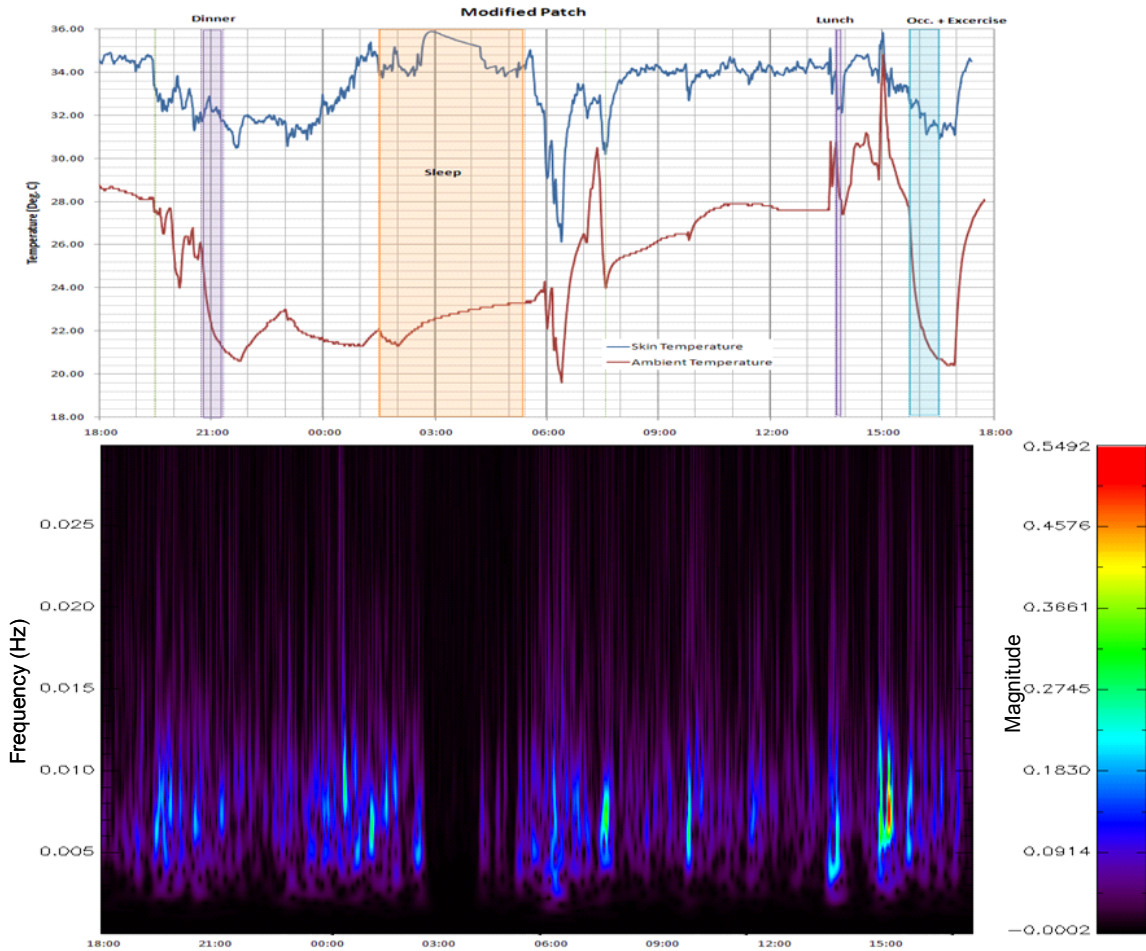 Modified Patch
Dinner
Lunch
Occ. + Excercise
36.00
34.00
32.00
30.00
28.00
26.00
24.00
22.00
20.00
18.00
Temperature (Deg. C)
Sleep
Skin Temperature
Ambient Temperature
18:00 21:00 00:00 03:00 06:00 09:00 12:00 15:00 18:00
0.025
0.020
0.015
0.010
0.005
Frequency (Hz)
18:00 21:00 00:00 03:00 06:00 09:00 12:00 15:00
Magnitude
0.5492
0.4576
0.3661
0.2745
0.1830
0.0914
-0.0002